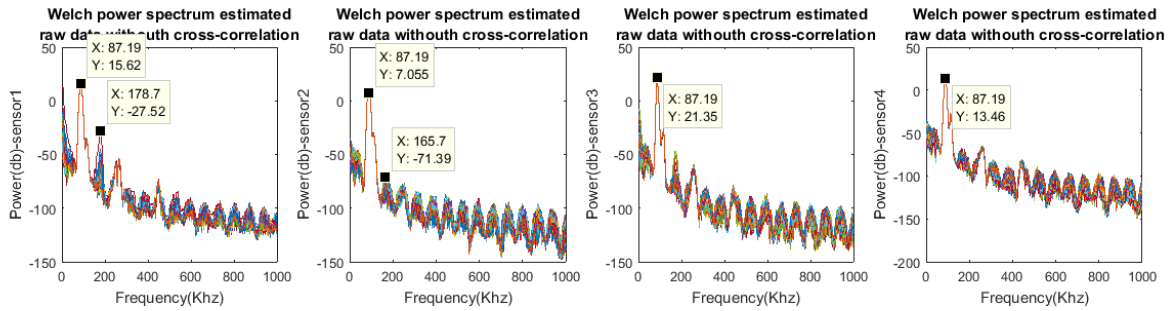 Welch power spectrum estimated
raw data withouth cross-correlation
50
0
-50
-100
-150
Power(db)-sensor1
X: 87.19
Y: 15.62
X: 178.7
Y: -27.52
0 200 400 600 800 1000
Frequency(Khz)
Welch power spectrum estimated
raw data withouth cross-correlation
50
0
-50
-100
-150
Power(db)-sensor2
X: 87.19
Y: 7.055
X: 165.7
Y: -71.39
0 200 400 600 800 1000
Frequency(Khz)
Welch power spectrum estimated
raw data withouth cross-correlation
50
0
-50
-100
-150
Power(db)-sensor3
X: 87.19
Y: 21.35
0 200 400 600 800 1000
Frequency(Khz)
Welch power spectrum estimated
raw data withouth cross-correlation
50
0
-50
-100
-150
-200
Power(db)-sensor4
X: 87.19
Y: 13.46
0 200 400 600 800 1000
Frequency(Khz)